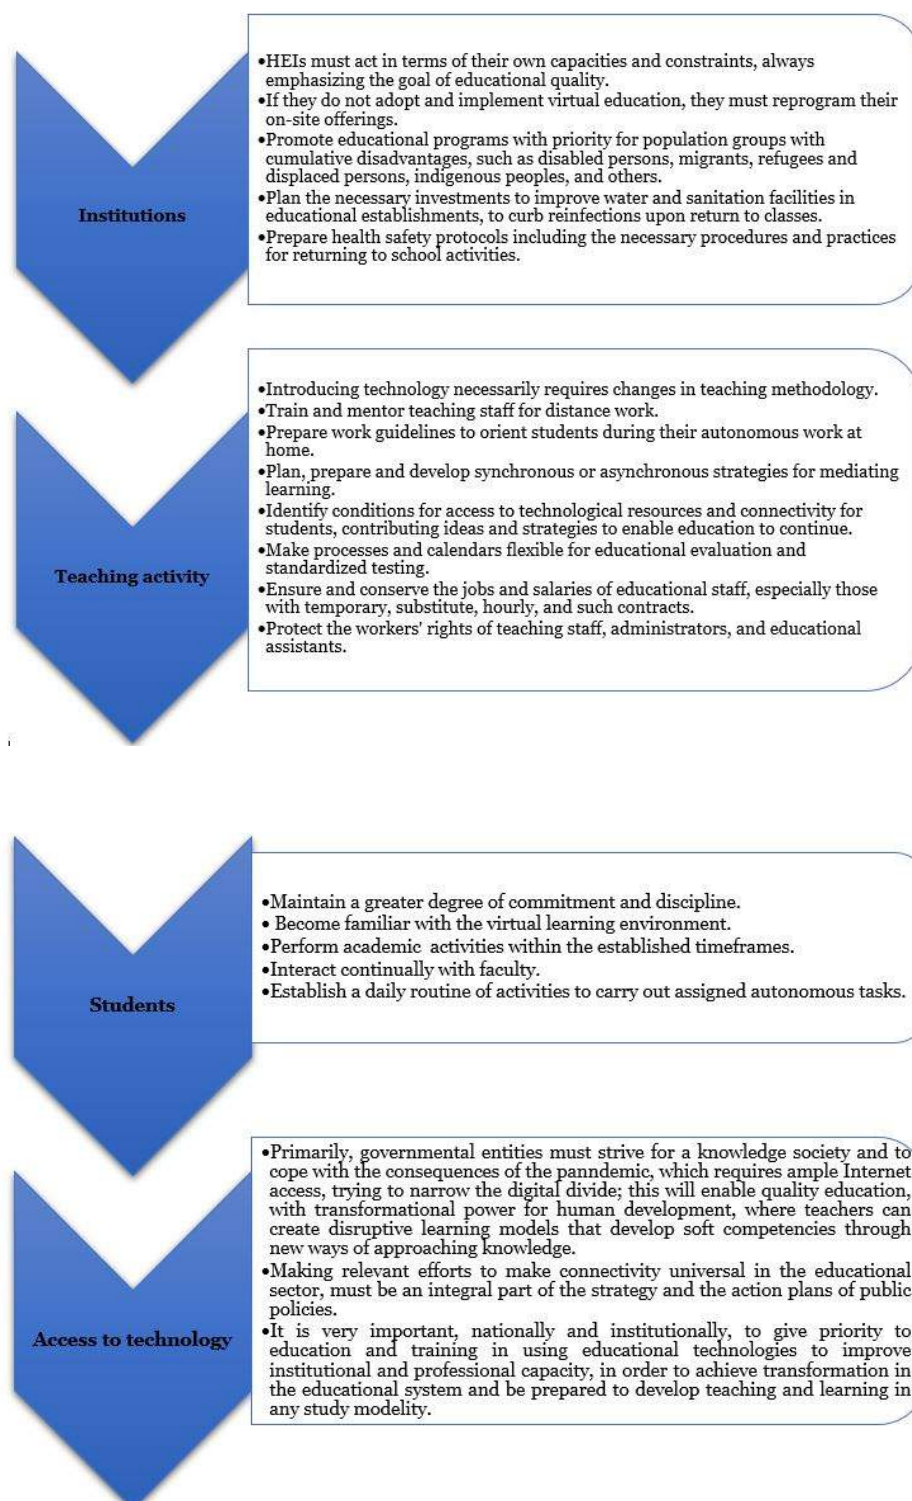 Institutions
•HEIs must act in terms of their own capacities and constraints, always
emphasizing the goal of educational quality.
•If they do not adopt and implement virtual education, they must reprogram their
on-site offerings.
•Promote educational programs with priority for population groups with
cumulative disadvantages, such as disabled persons, migrants, refugees and
displaced persons, indigenous peoples, and others.
•Plan the necessary investments to improve water and sanitation facilities in
educational establishments, to curb reinfections upon return to classes.
•Prepare health safety protocols including the necessary procedures and practices
for returning to school activities.
Teaching activity
•Introducing technology necessarily requires changes in teaching methodology.
•Train and mentor teaching staff for distance work.
•Prepare work guidelines to orient students during their autonomous work at
home.
•Plan, prepare and develop synchronous or asynchronous strategies for mediating
learning.
•Identify conditions for access to technological resources and connectivity for
students, contributing ideas and strategies to enable education to continue.
•Make processes and calendars flexible for educational evaluation and
standardized testing.
•Ensure and conserve the jobs and salaries of educational staff, especially those
with temporary, substitute, hourly, and such contracts.
•Protect the workers' rights of teaching staff, administrators, and educational
assistants.
Students
•Maintain a greater degree of commitment and discipline.
• Become familiar with the virtual learning environment.
•Perform academic activities within the established timeframes.
•Interact continually with faculty.
•Establish a daily routine of activities to carry out assigned autonomous tasks.
Access to technology
•Primarily, governmental entities must strive for a knowledge society and to
cope with the consequences of the panndemic, which requires ample Internet
access, trying to narrow the digital divide; this will enable quality education,
with transformational power for human development, where teachers can
create disruptive learning models that develop soft competencies through
new ways of approaching knowledge.
•Making relevant efforts to make connectivity universal in the educational
sector, must be an integral part of the strategy and the action plans of public
policies.
•It is very important, nationally and institutionally, to give priority to
education and training in using educational technologies to improve
institutional and professional capacity, in order to achieve transformation in
the educational system and be prepared to develop teaching and learning in
any study modelity.